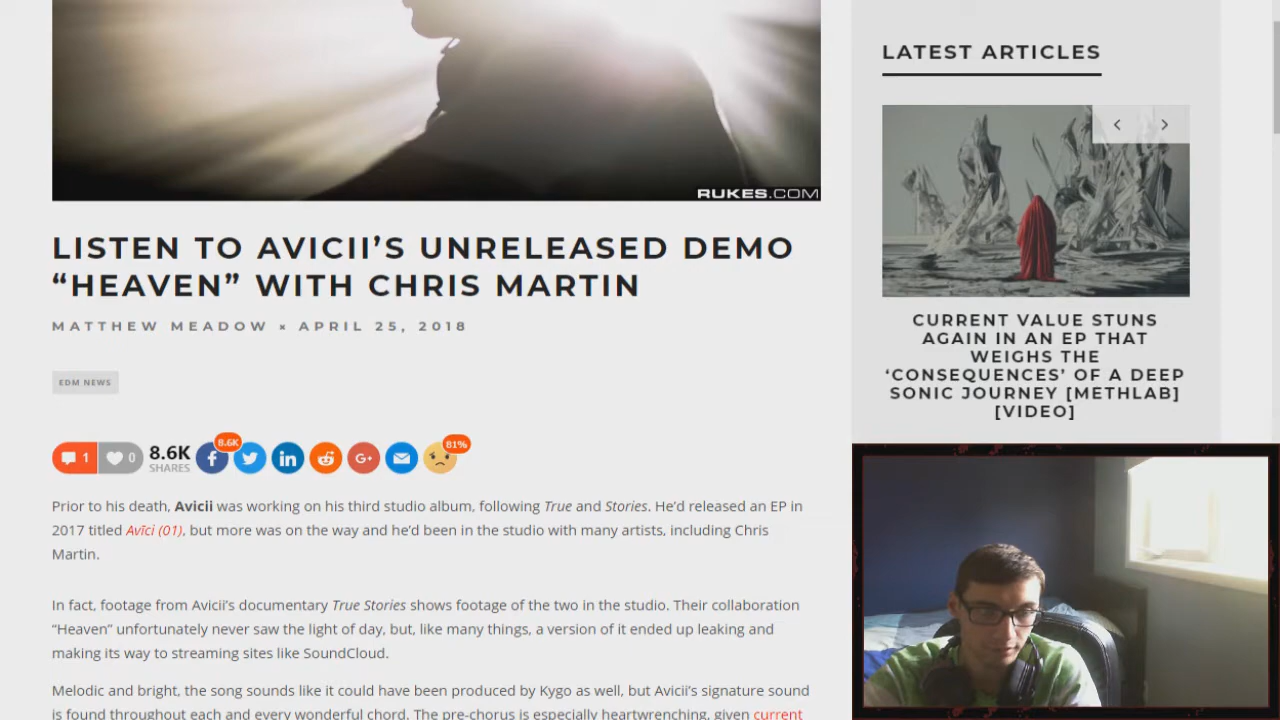 RUKES.COM
LISTEN TO AVICII’S UNRELEASED DEMO
“HEAVEN” WITH CHRIS MARTIN
MATTHEW MEADOW × APRIL 25, 2018
EDM NEWS
1
0
8.6K
SHARES
8.6K
G+
81%
Prior to his death, Avicii was working on his third studio album, following True and Stories. He’d released an EP in
2017 titled Avīci (01), but more was on the way and he’d been in the studio with many artists, including Chris
Martin.
In fact, footage from Avicii’s documentary True Stories shows footage of the two in the studio. Their collaboration
“Heaven” unfortunately never saw the light of day, but, like many things, a version of it ended up leaking and
making its way to streaming sites like SoundCloud.
Melodic and bright, the song sounds like it could have been produced by Kygo as well, but Avicii’s signature sound
is found throughout each and every wonderful chord. The pre-chorus is especially heartwrenching, given current
LATEST ARTICLES
CURRENT VALUE STUNS
AGAIN IN AN EP THAT
WEIGHS THE
‘CONSEQUENCES’ OF A DEEP
SONIC JOURNEY [METHLAB]
[VIDEO]